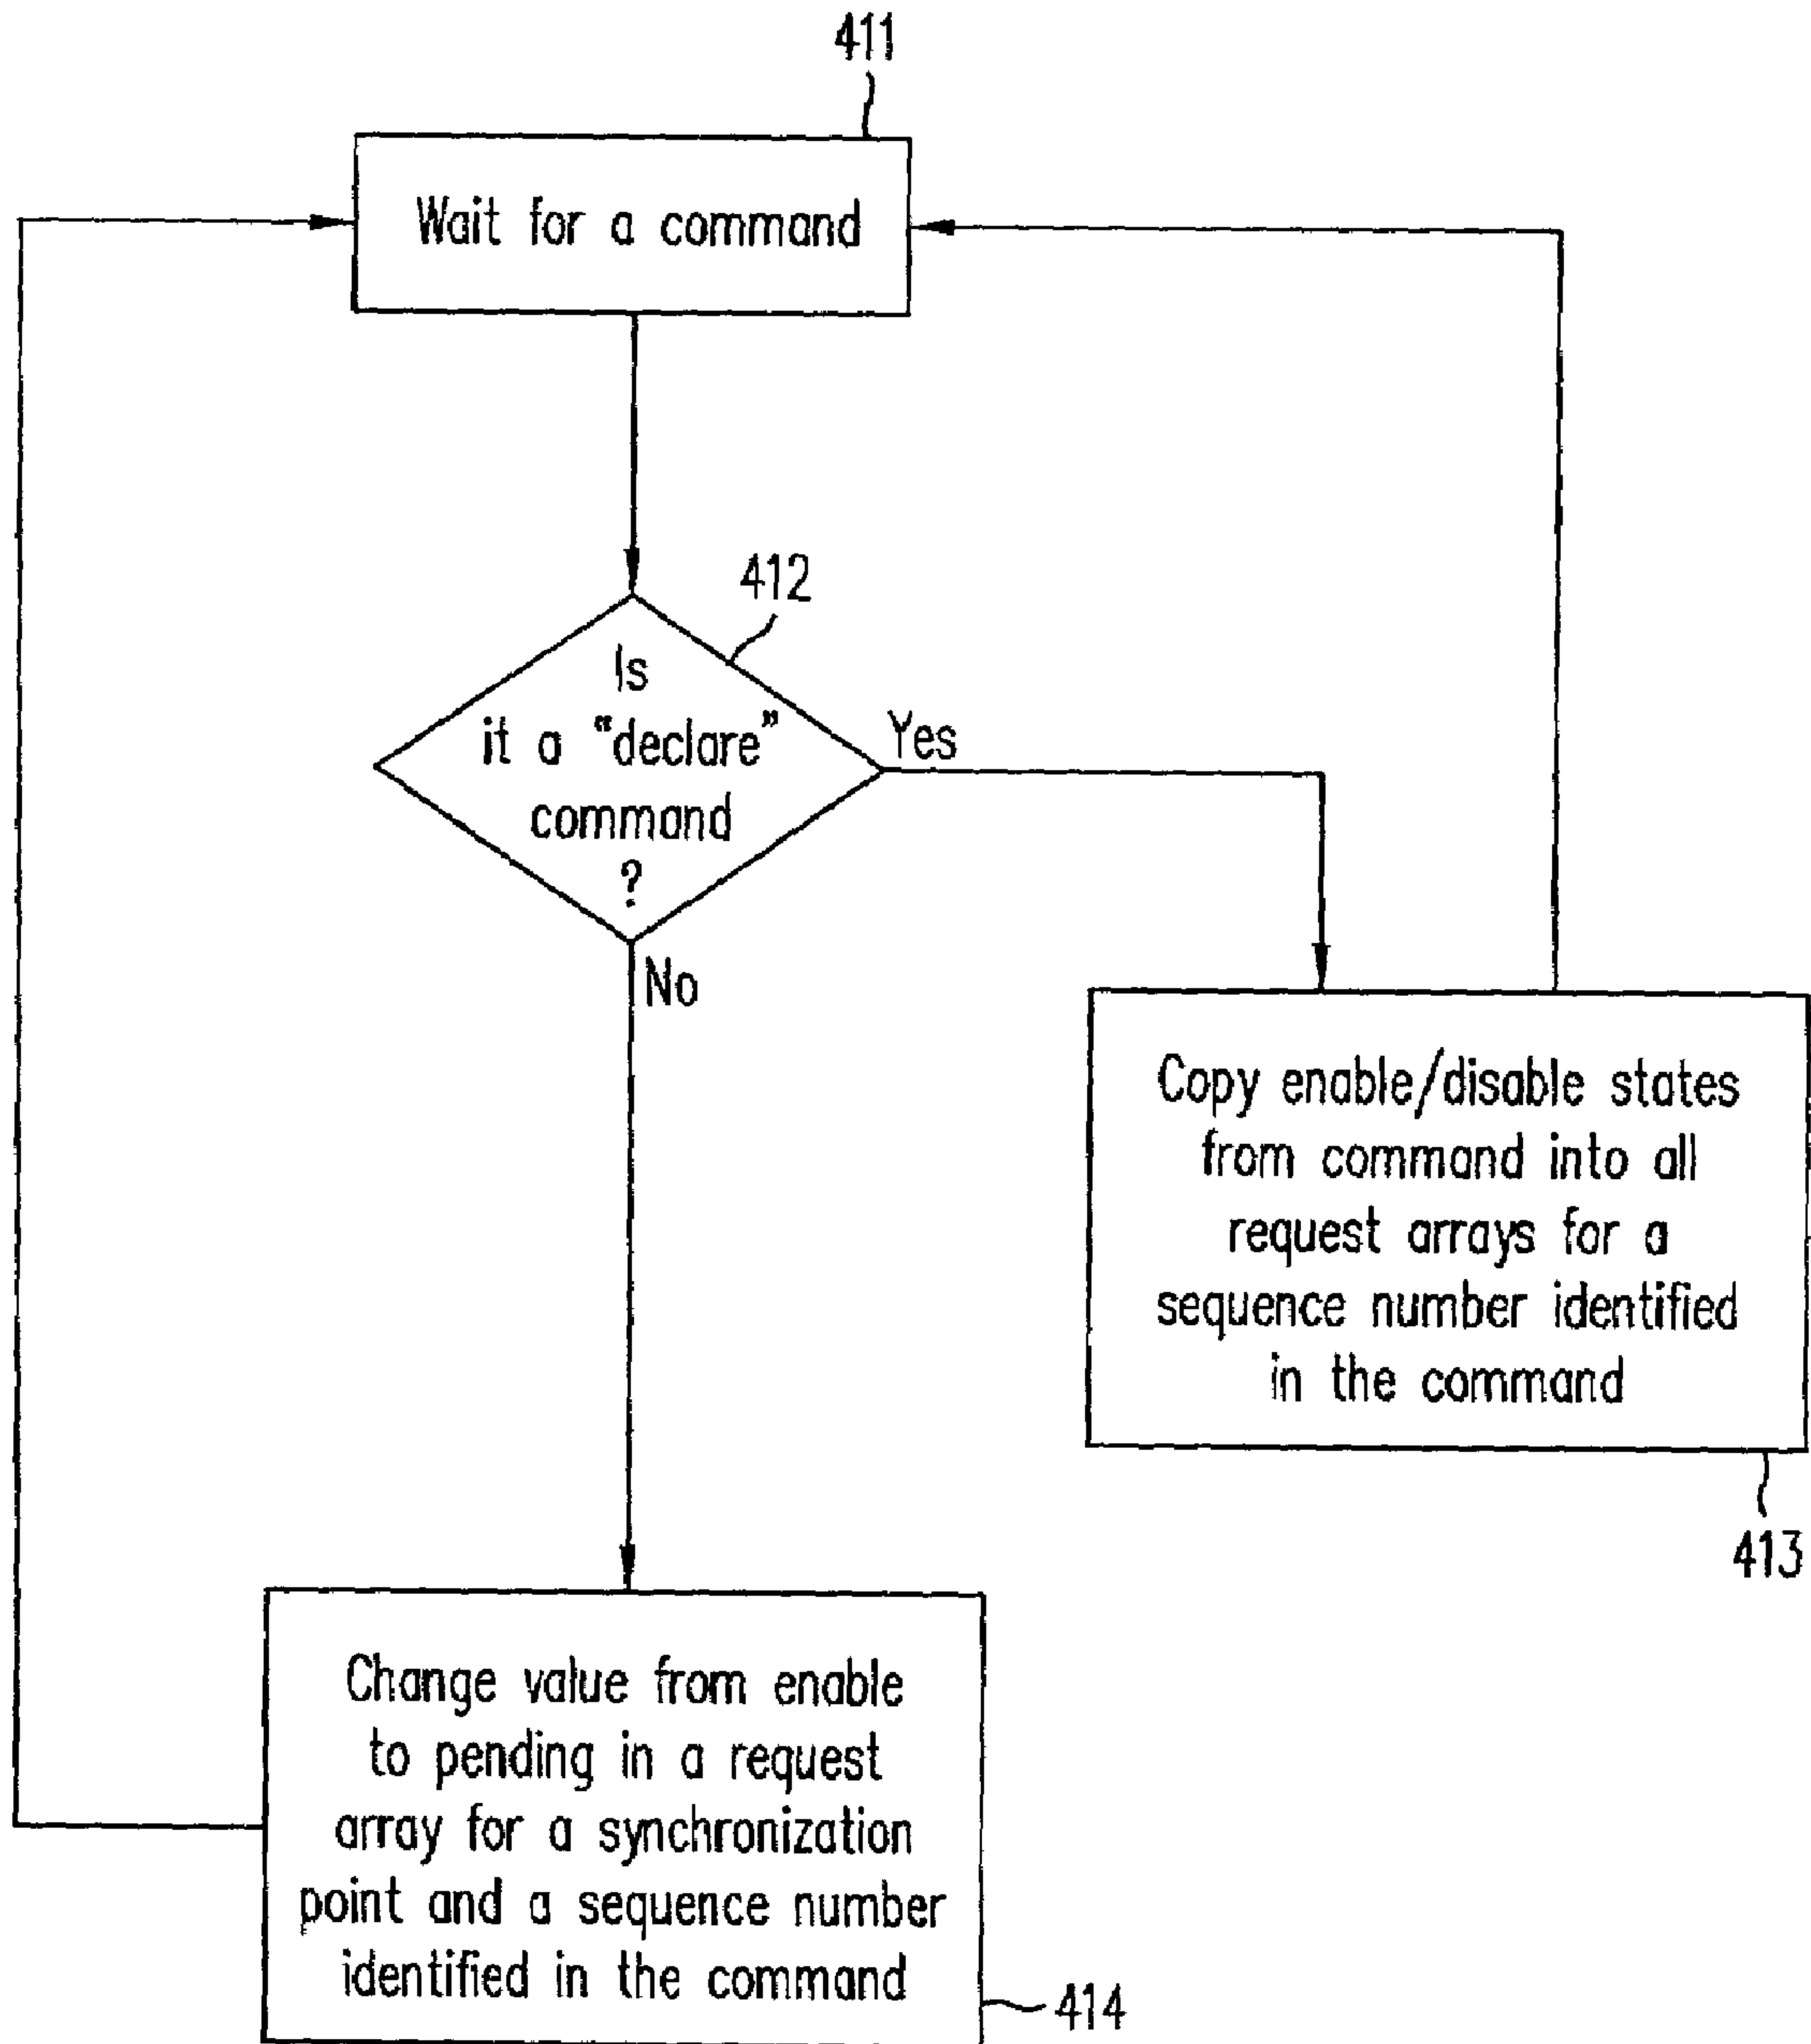 411
Wait for a command
412
Is
it a "declare"
command
?
Yes
No
Copy enable/disable states
from command into all
request arrays for a
sequence number identified
in the command
413
Change value from enable
to pending in a request
array for a synchronization
point and a sequence number
identified in the command
414